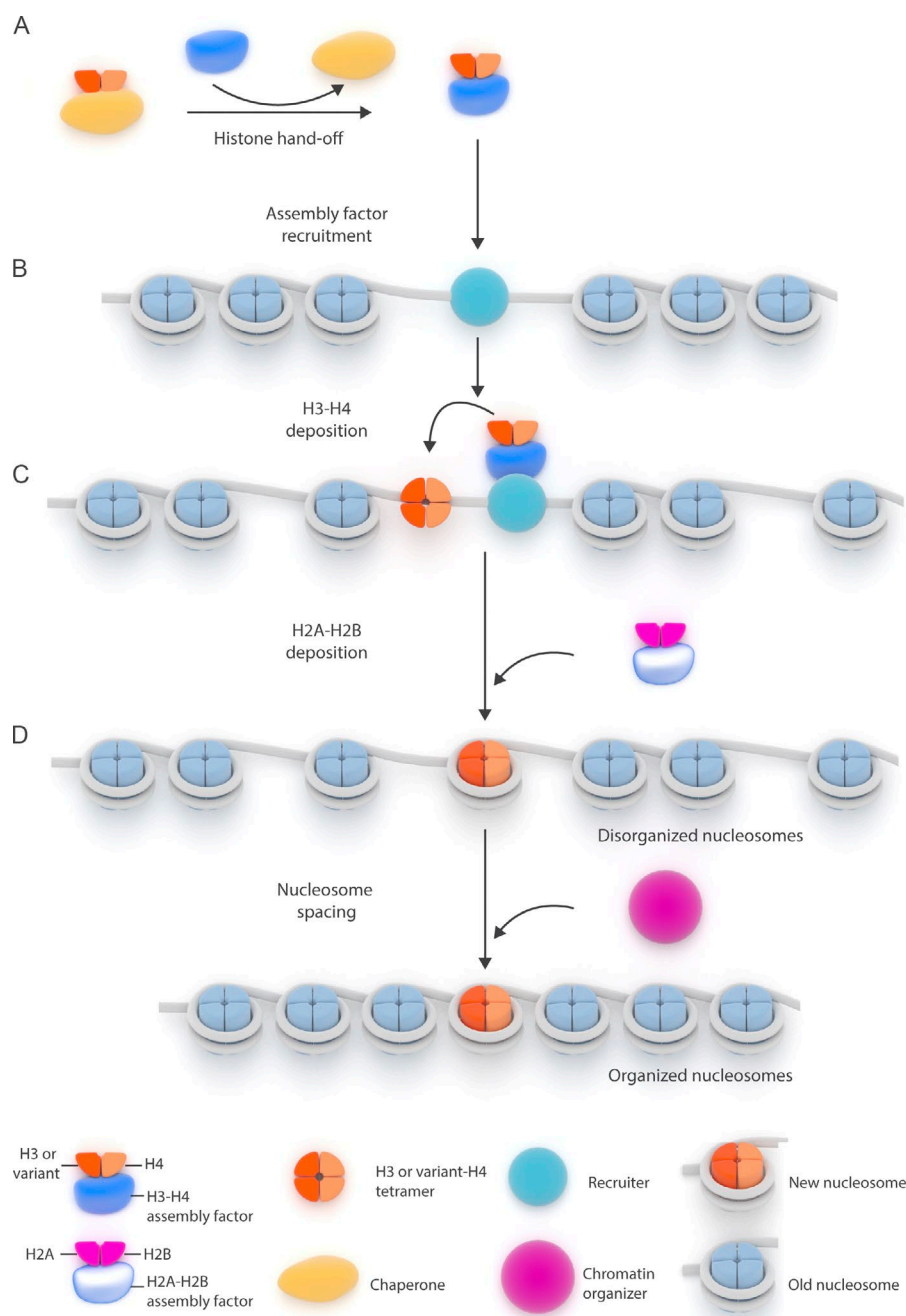 A
Histone hand-off
Assembly factor
recruitment
B
H3-H4
deposition
C
H2A-H2B
deposition
D
Disorganized nucleosomes
Nucleosome
spacing
Organized nucleosomes
H3 or
variant
H4
H3-H4
assembly factor
H3 or variant-H4
tetramer
Recruiter
New nucleosome
H2A
H2B
H2A-H2B
assembly factor
Chaperone
Chromatin
organizer
Old nucleosome